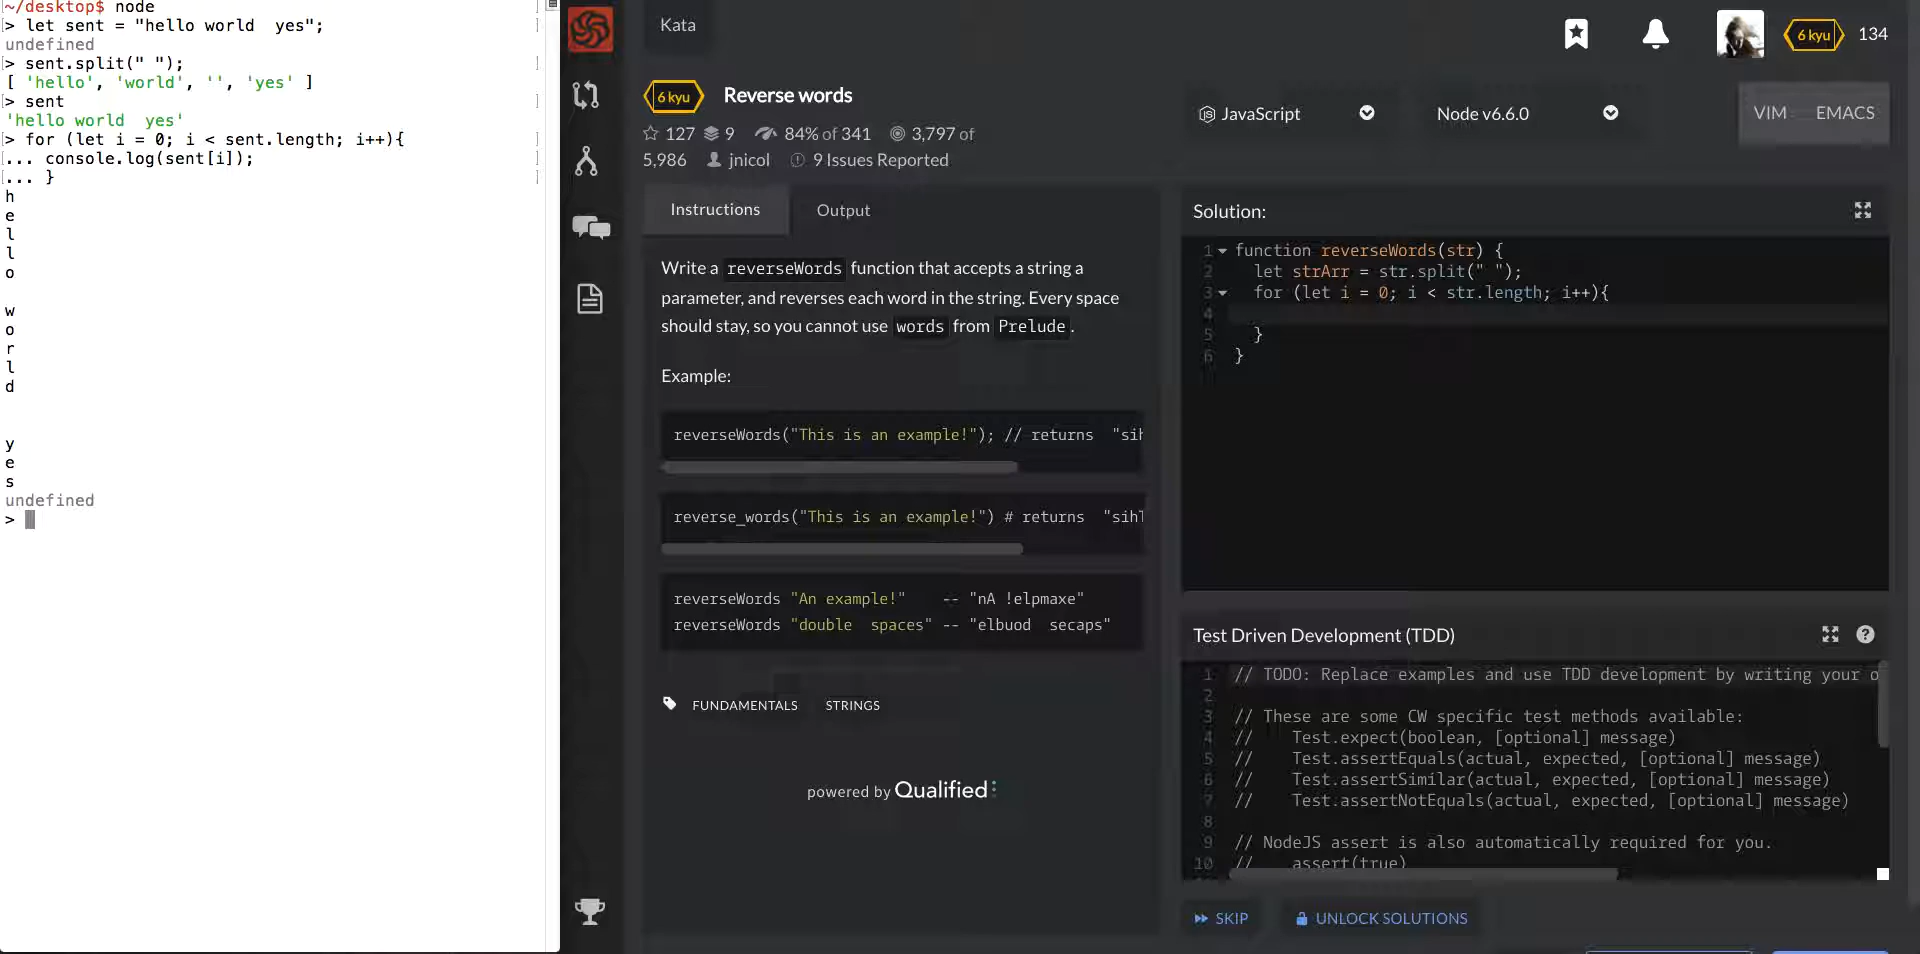 ~/desktop$ node
> let sent = "hello world  yes";
undefined
> sent.split(" ");
[ 'hello', 'world', '', 'yes' ]
> sent
'hello world  yes'
> for (let i = 0; i < sent.length; i++){
... console.log(sent[i]);
... }
h
e
l
l
o
w
o
r
l
d
y
e
s
undefined
>
Kata
6 kyu 134
6 kyu Reverse words
127 9 84% of 341 3,797 of
5,986 jnicol 9 Issues Reported
JavaScript Node v6.6.0 VIM EMACS
Instructions Output
Write a reverseWords function that accepts a string a
parameter, and reverses each word in the string. Every space
should stay, so you cannot use words from Prelude.
Example:
reverseWords("This is an example!"); // returns  "sih
reverse_words("This is an example!") # returns  "sihT
reverseWords "An example!"    -- "nA !elpmaxe"
reverseWords "double  spaces" -- "elbuod  secaps"
FUNDAMENTALS STRINGS
powered by Qualified
Solution:
1 function reverseWords(str) {
2   let strArr = str.split(" ");
3   for (let i = 0; i < str.length; i++){
4
5   }
6 }
Test Driven Development (TDD)
1 // TODO: Replace examples and use TDD development by writing your o
2
3 // These are some CW specific test methods available:
4 //    Test.expect(boolean, [optional] message)
5 //    Test.assertEquals(actual, expected, [optional] message)
6 //    Test.assertSimilar(actual, expected, [optional] message)
7 //    Test.assertNotEquals(actual, expected, [optional] message)
8
9 // NodeJS assert is also automatically required for you.
10 //    assert(true)
SKIP UNLOCK SOLUTIONS